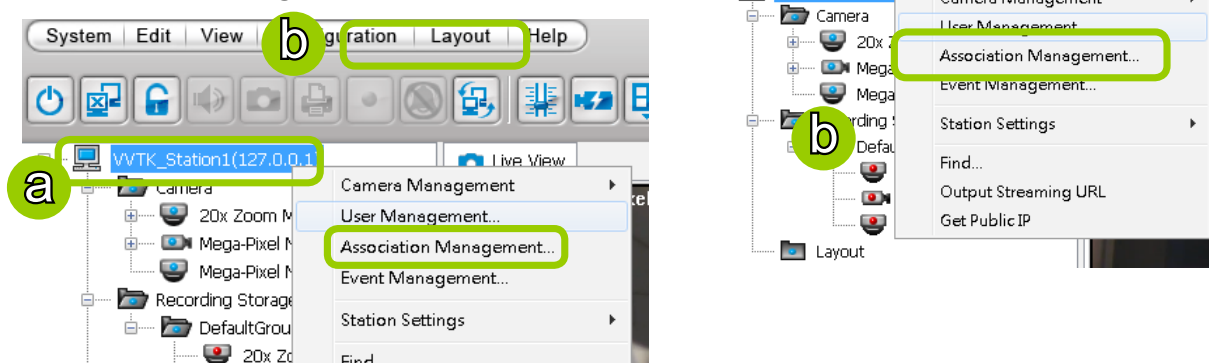 System Edit View b guration Layout Help
a VVTK_Station1(127.0.0.1
Live View
Camera
20x Zoom M
Mega-Pixel
Mega-Pixel
Recording Storage
DefaultGrou
20x Zo
Camera Management
User Management...
Association Management...
Event Management...
Station Settings
Find
Camera Management
Camera
20x
Mega
Mega
b rding
Defau
Layout
User Management
Association Management...
Event Management...
Station Settings
Find...
Output Streaming URL
Get Public IP